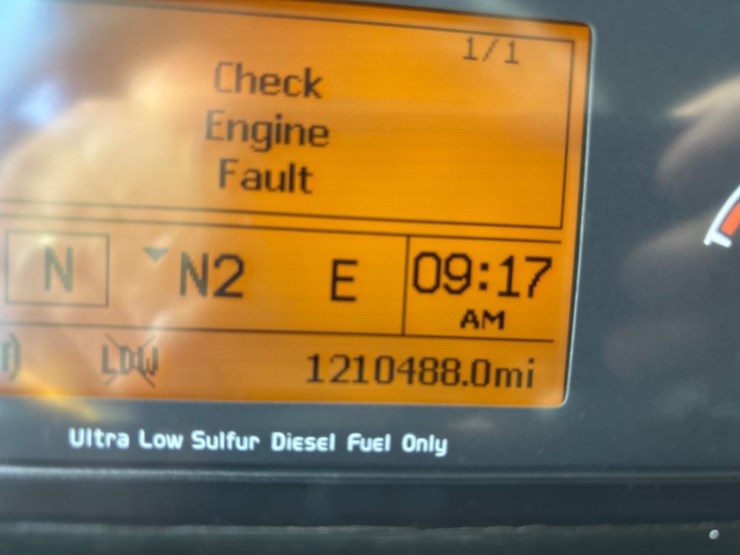 1/1
Check
Engine
Fault
N N2 E 09:17
AM
LDW 1210488.0mi
Ultra Low Sulfur Diesel Fuel Only